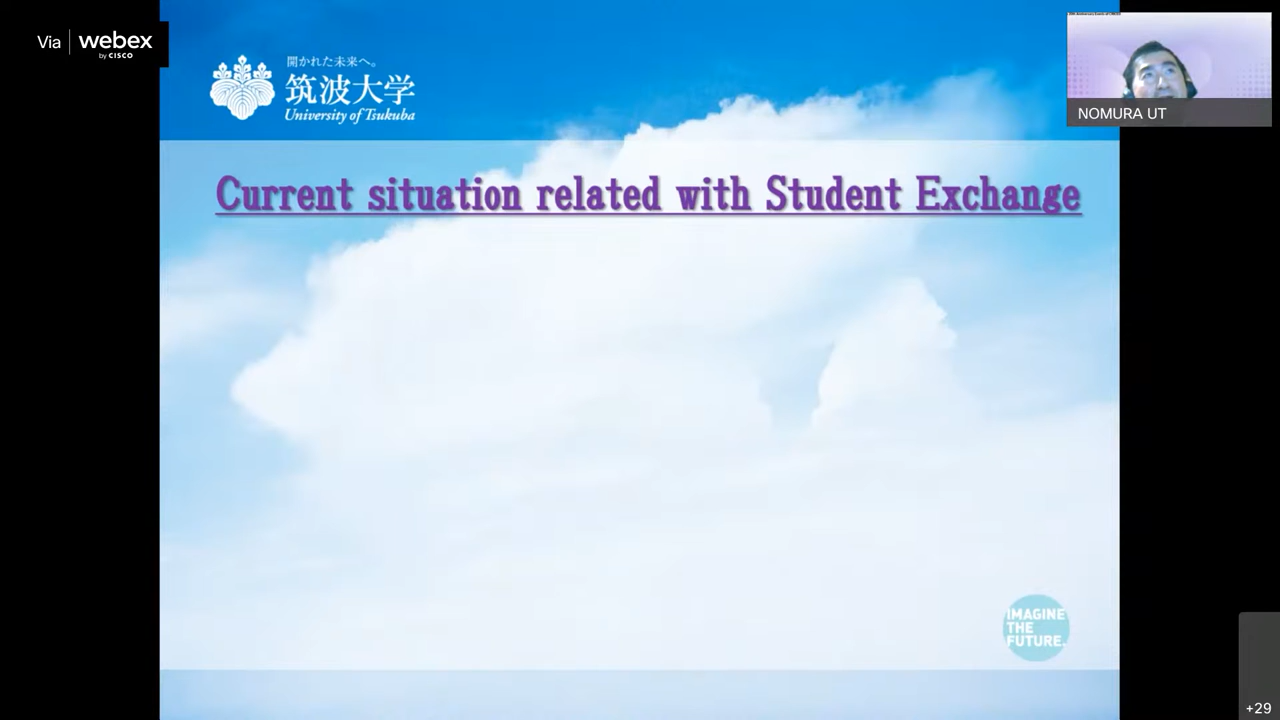 Via webex
by CISCO
開かれた未来へ。
筑波大学
University of Tsukuba
NOMURA UT
Current situation related with Student Exchange
IMAGINE
THE
FUTURE.
+29